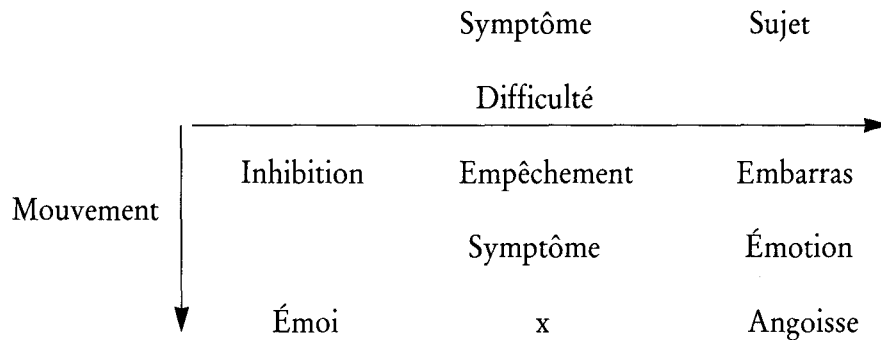 Symptôme Sujet
Difficulté
Inhibition Empêchement Embarras
Mouvement
Symptôme Émotion
Émoi x Angoisse